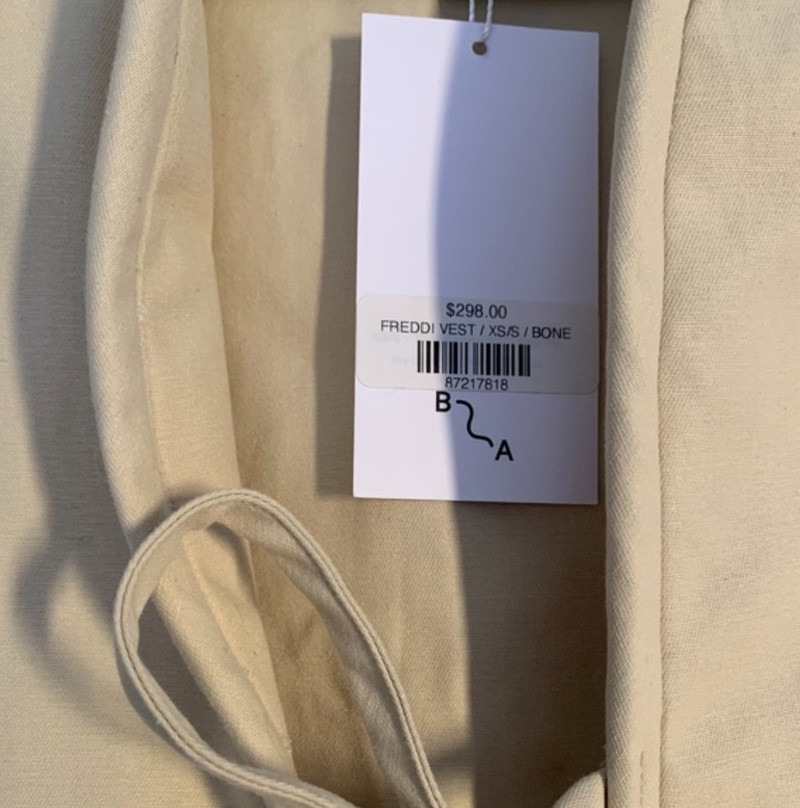 $298.00
FREDDI VEST / XS/S / BONE
87217818
B
A